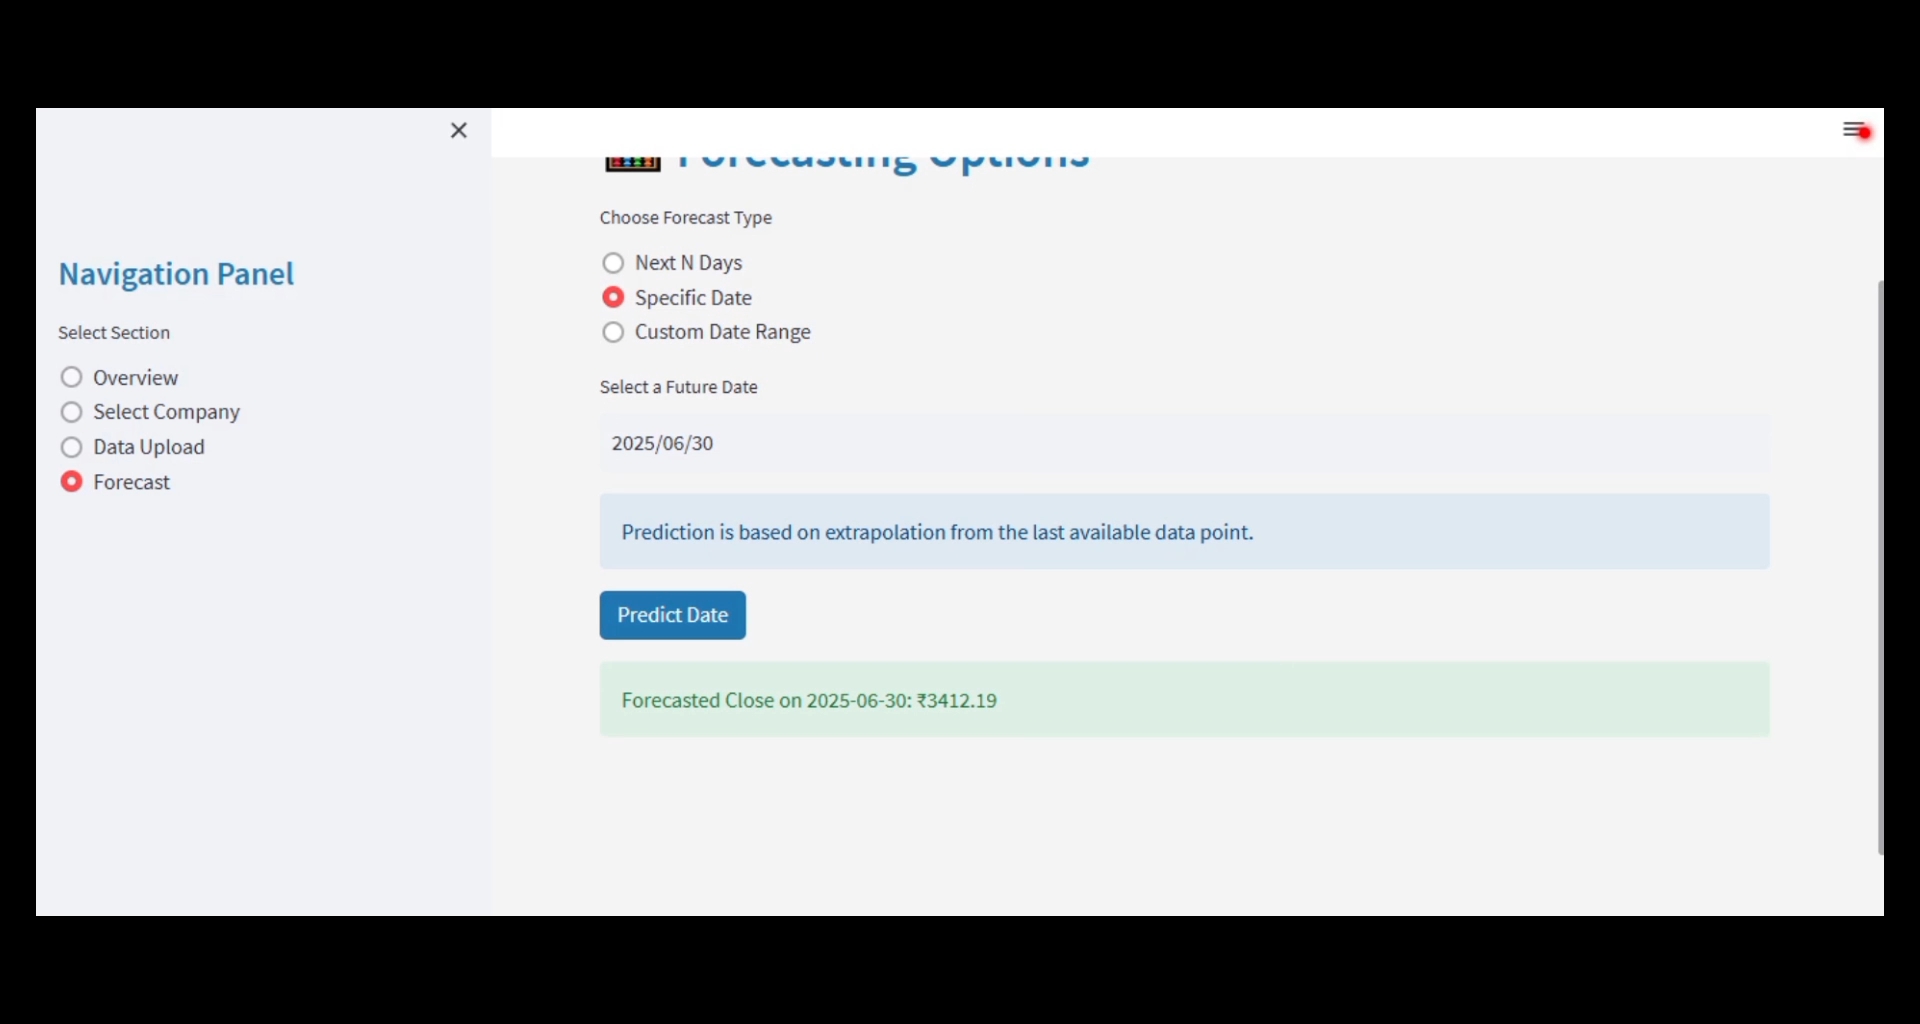 Forecasting Options
Navigation Panel
Select Section
Overview
Select Company
Data Upload
Forecast
Choose Forecast Type
Next N Days
Specific Date
Custom Date Range
Select a Future Date
2025/06/30
Prediction is based on extrapolation from the last available data point.
Predict Date
Forecasted Close on 2025-06-30: ₹3412.19